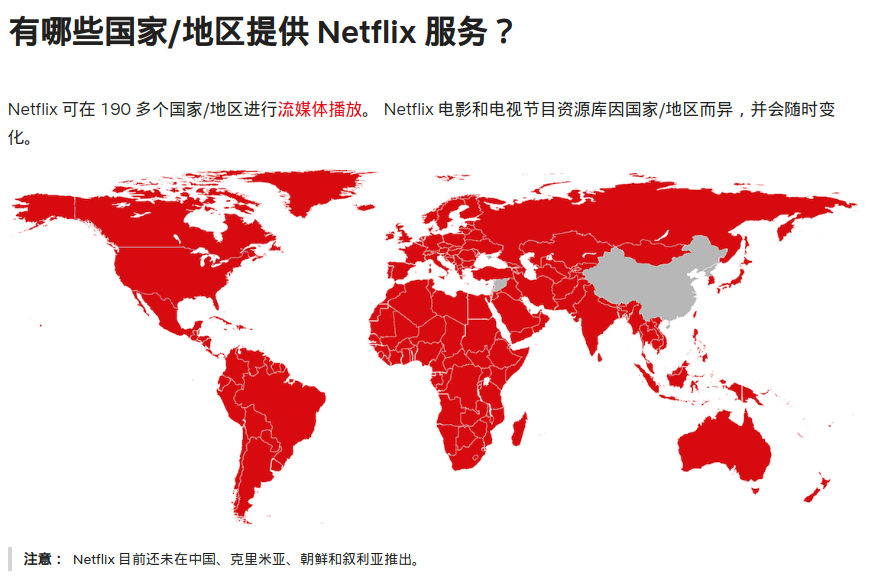 有哪些国家/地区提供 Netflix 服务？
Netflix 可在 190 多个国家/地区进行流媒体播放。 Netflix 电影和电视节目资源库因国家/地区而异，并会随时变
化。
注意： Netflix 目前还未在中国、克里米亚、朝鲜和叙利亚推出。